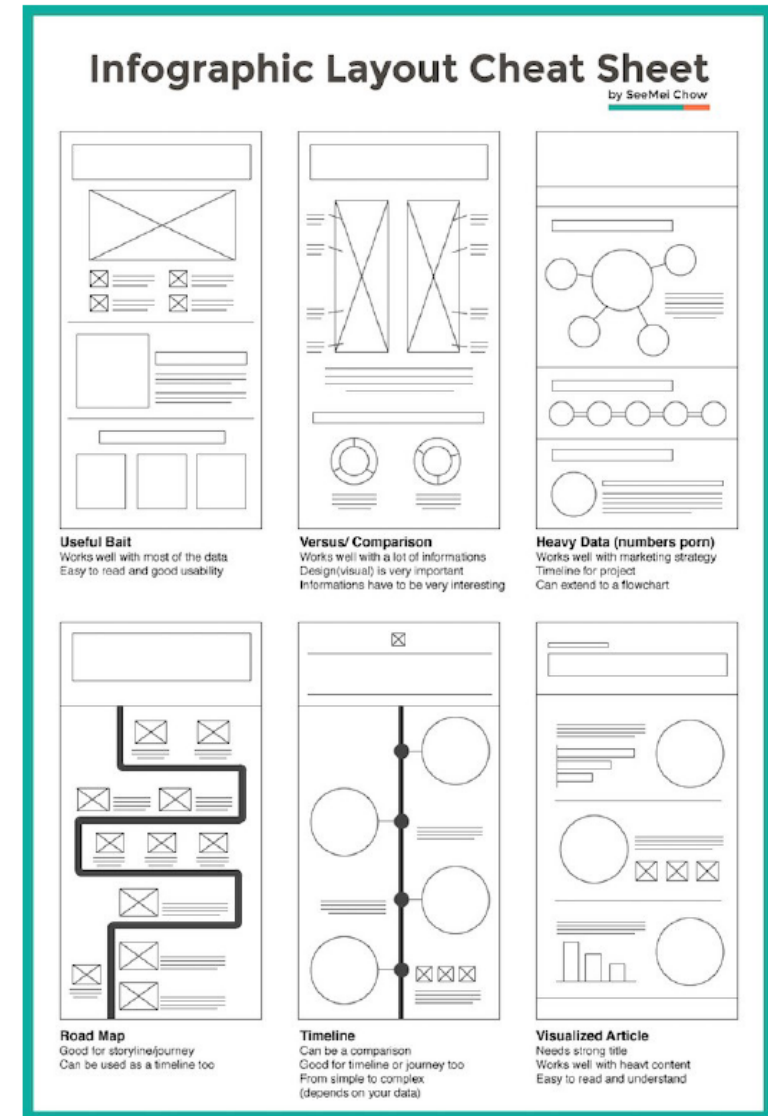 Infographic Layout Cheat Sheet
by SeeMei Chow
Useful Bait
Works well with most of the data
Easy to read and good usability
Versus/ Comparison
Works well with a lot of informations
Design(visual) is very important
Informations have to be very interesting
Heavy Data (numbers porn)
Works well with marketing strategy
Timeline for project
Can extend to a flowchart
Road Map
Good for storyline/journey
Can be used as a timeline too
Timeline
Can be a comparison
Good for timeline or journey too
From simple to complex
(depends on your data)
Visualized Article
Needs strong title
Works well with heavt content
Easy to read and understand